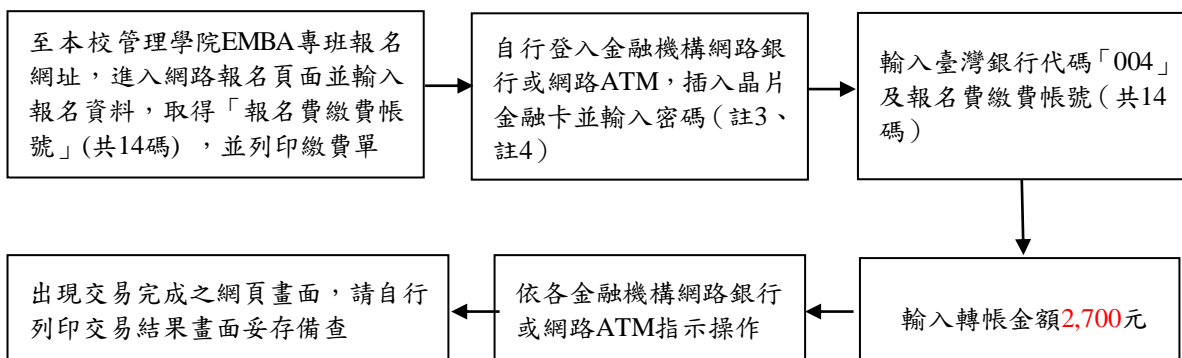 至本校管理學院EMBA專班報名
網址，進入網路報名頁面並輸入
報名資料，取得「報名費繳費帳
號」(共14碼) ，並列印繳費單
自行登入金融機構網路銀
行或網路ATM，插入晶片
金融卡並輸入密碼（註3、
註4）
輸入臺灣銀行代碼「004」
及報名費繳費帳號（共14
碼）
輸入轉帳金額2,700元
依各金融機構網路銀行
或網路ATM指示操作
出現交易完成之網頁畫面，請自行
列印交易結果畫面妥存備查